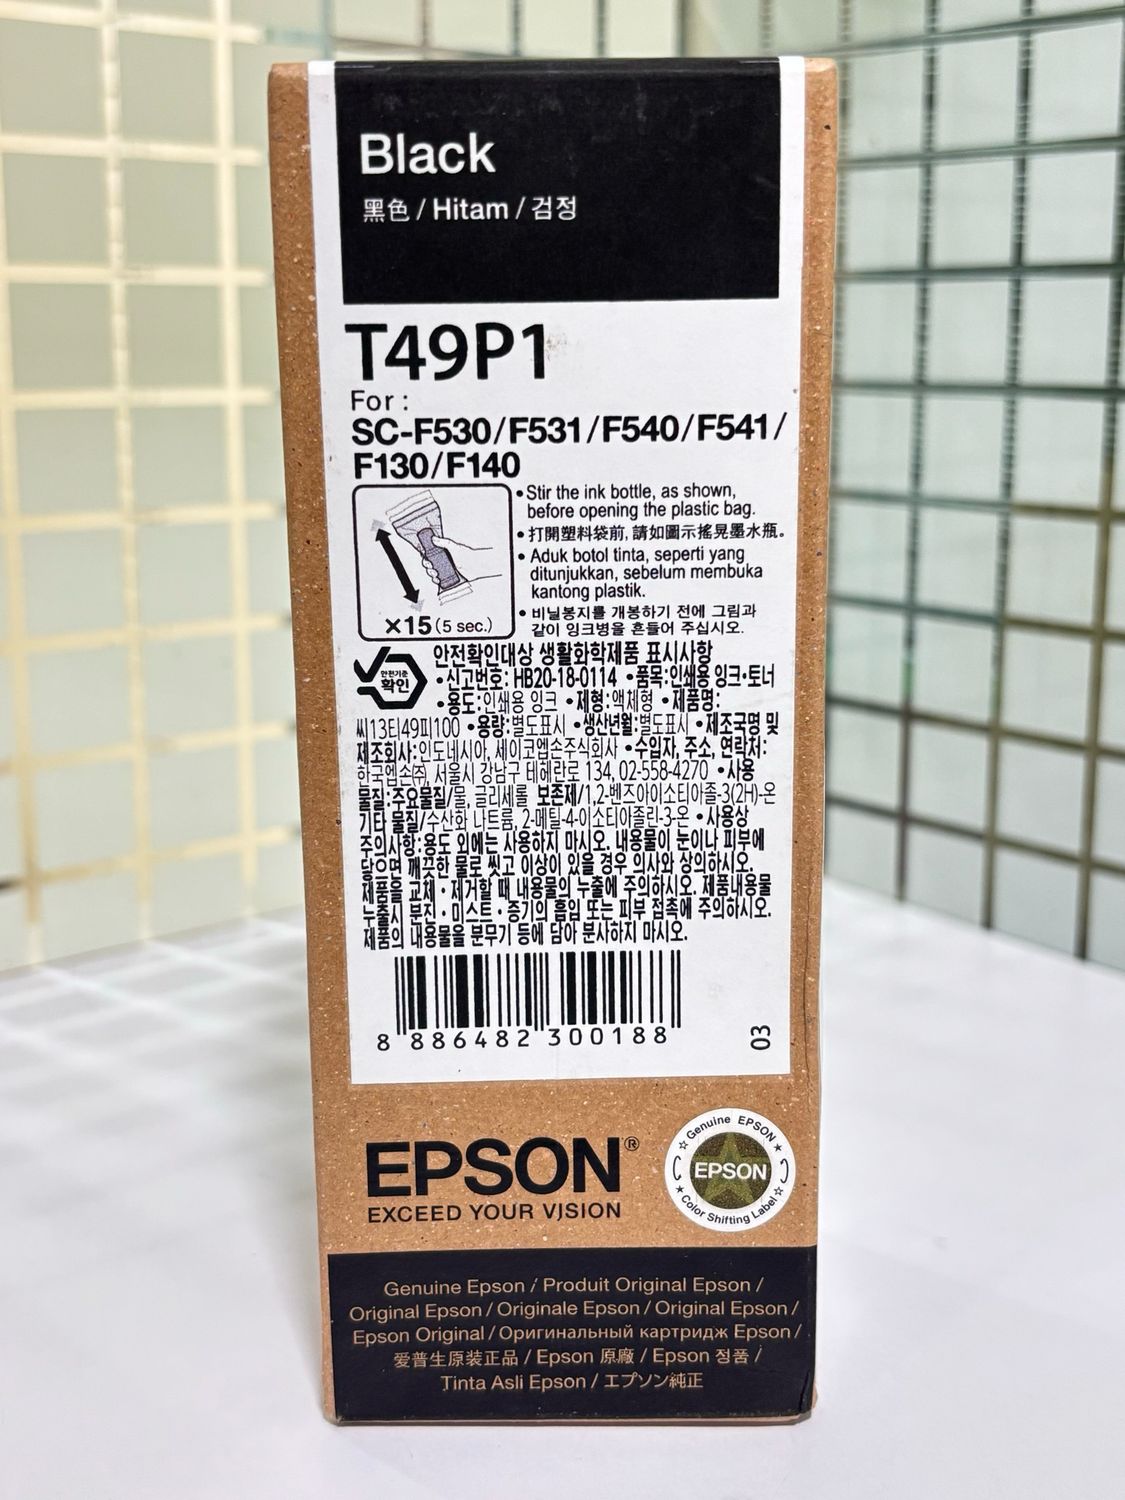 Black
黑色 / Hitam / 검정
T49P1
For :
SC-F530/F531/F540/F541/
F130/F140
• Stir the ink bottle, as shown,
before opening the plastic bag.
• 打開塑料袋前, 請如圖示搖晃墨水瓶。
• Aduk botol tinta, seperti yang
ditunjukkan, sebelum membuka
kantong plastik.
• 비닐봉지를 개봉하기 전에 그림과
같이 잉크병을 흔들어 주십시오.
×15 (5 sec.)
안전기준
확인
안전확인대상 생활화학제품 표시사항
•신고번호: HB20-18-0114 •품목:인쇄용 잉크•토너
•용도:인쇄용 잉크 •제형:액체형 •제품명:
씨13티49피100 •용량:별도표시 •생산년월:별도표시 •제조국명 및
제조회사:인도네시아, 세이코엡손주식회사 •수입자, 주소, 연락처:
한국엡손㈜, 서울시 강남구 테헤란로 134, 02-558-4270 •사용
물질:주요물질/물, 글리세롤 보존제/1,2-벤즈아이소티아졸-3(2H)-온
기타 물질/수산화 나트륨, 2-메틸-4-이소티아졸린-3-온 •사용상
주의사항:용도 외에는 사용하지 마시오. 내용물이 눈이나 피부에
닿으면 깨끗한 물로 씻고 이상이 있을 경우 의사와 상의하시오.
제품을 교체・제거할 때 내용물의 누출에 주의하시오. 제품내용물
누출시 분진・미스트・증기의 흡입 또는 피부 접촉에 주의하시오.
제품의 내용물을 분무기 등에 담아 분사하지 마시오.
8 886482 300188
03
EPSON®
EXCEED YOUR VISION
Genuine EPSON
EPSON
Color Shifting Label
Genuine Epson / Produit Original Epson /
Original Epson / Originale Epson / Original Epson /
Epson Original / Оригинальный картридж Epson /
爱普生原装正品 / Epson 原廠 / Epson 정품 /
Tinta Asli Epson / エプソン純正